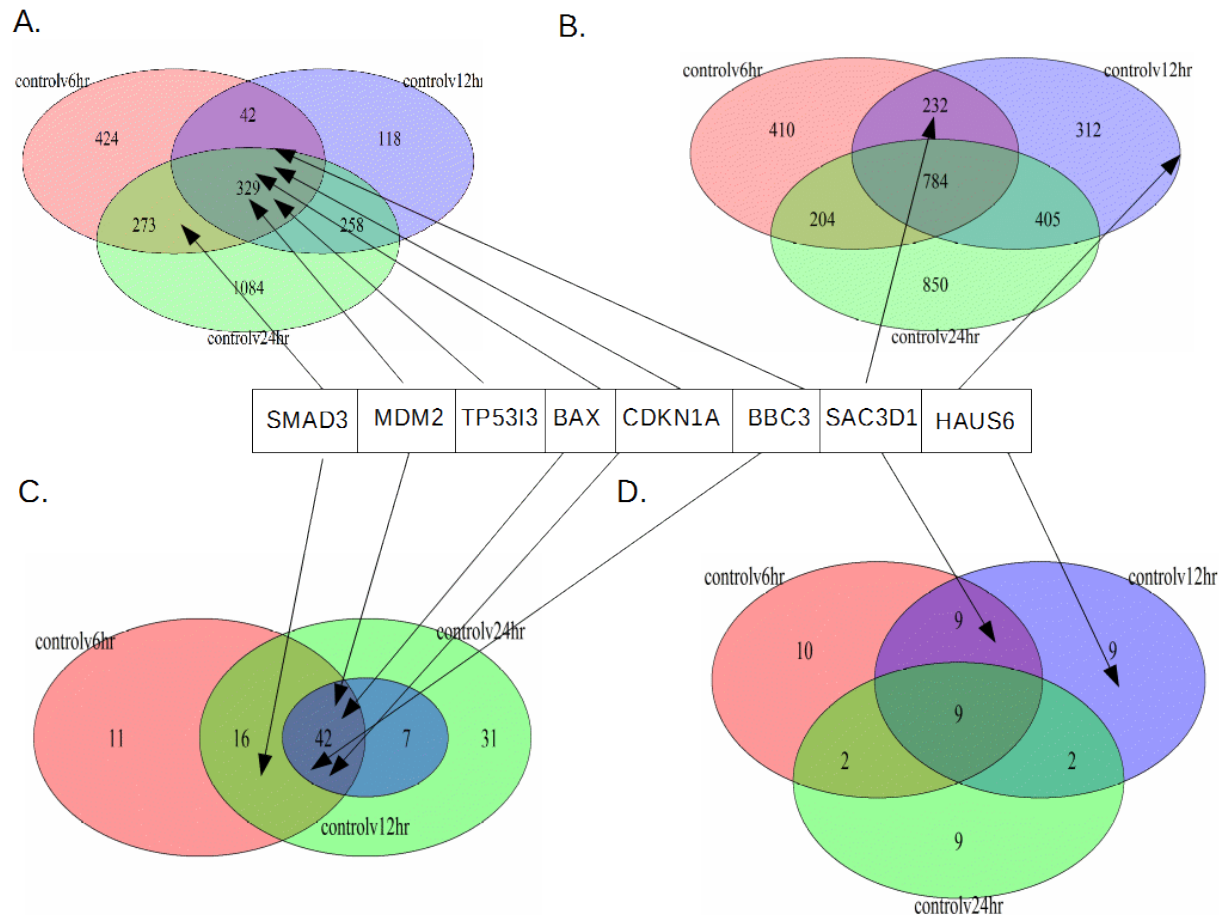 A.
B.
controlv6hr
controlv12hr
42
424
118
329
273
258
1084
controlv24hr
controlv6hr
controlv12hr
232
410
312
784
204
405
850
controlv24hr
SMAD3 MDM2 TP53I3 BAX CDKN1A BBC3 SAC3D1 HAUS6
C.
D.
controlv6hr
controlv24hr
11
16
42
7
31
controlv12hr
controlv6hr
controlv12hr
9
10
9
9
2
2
9
controlv24hr